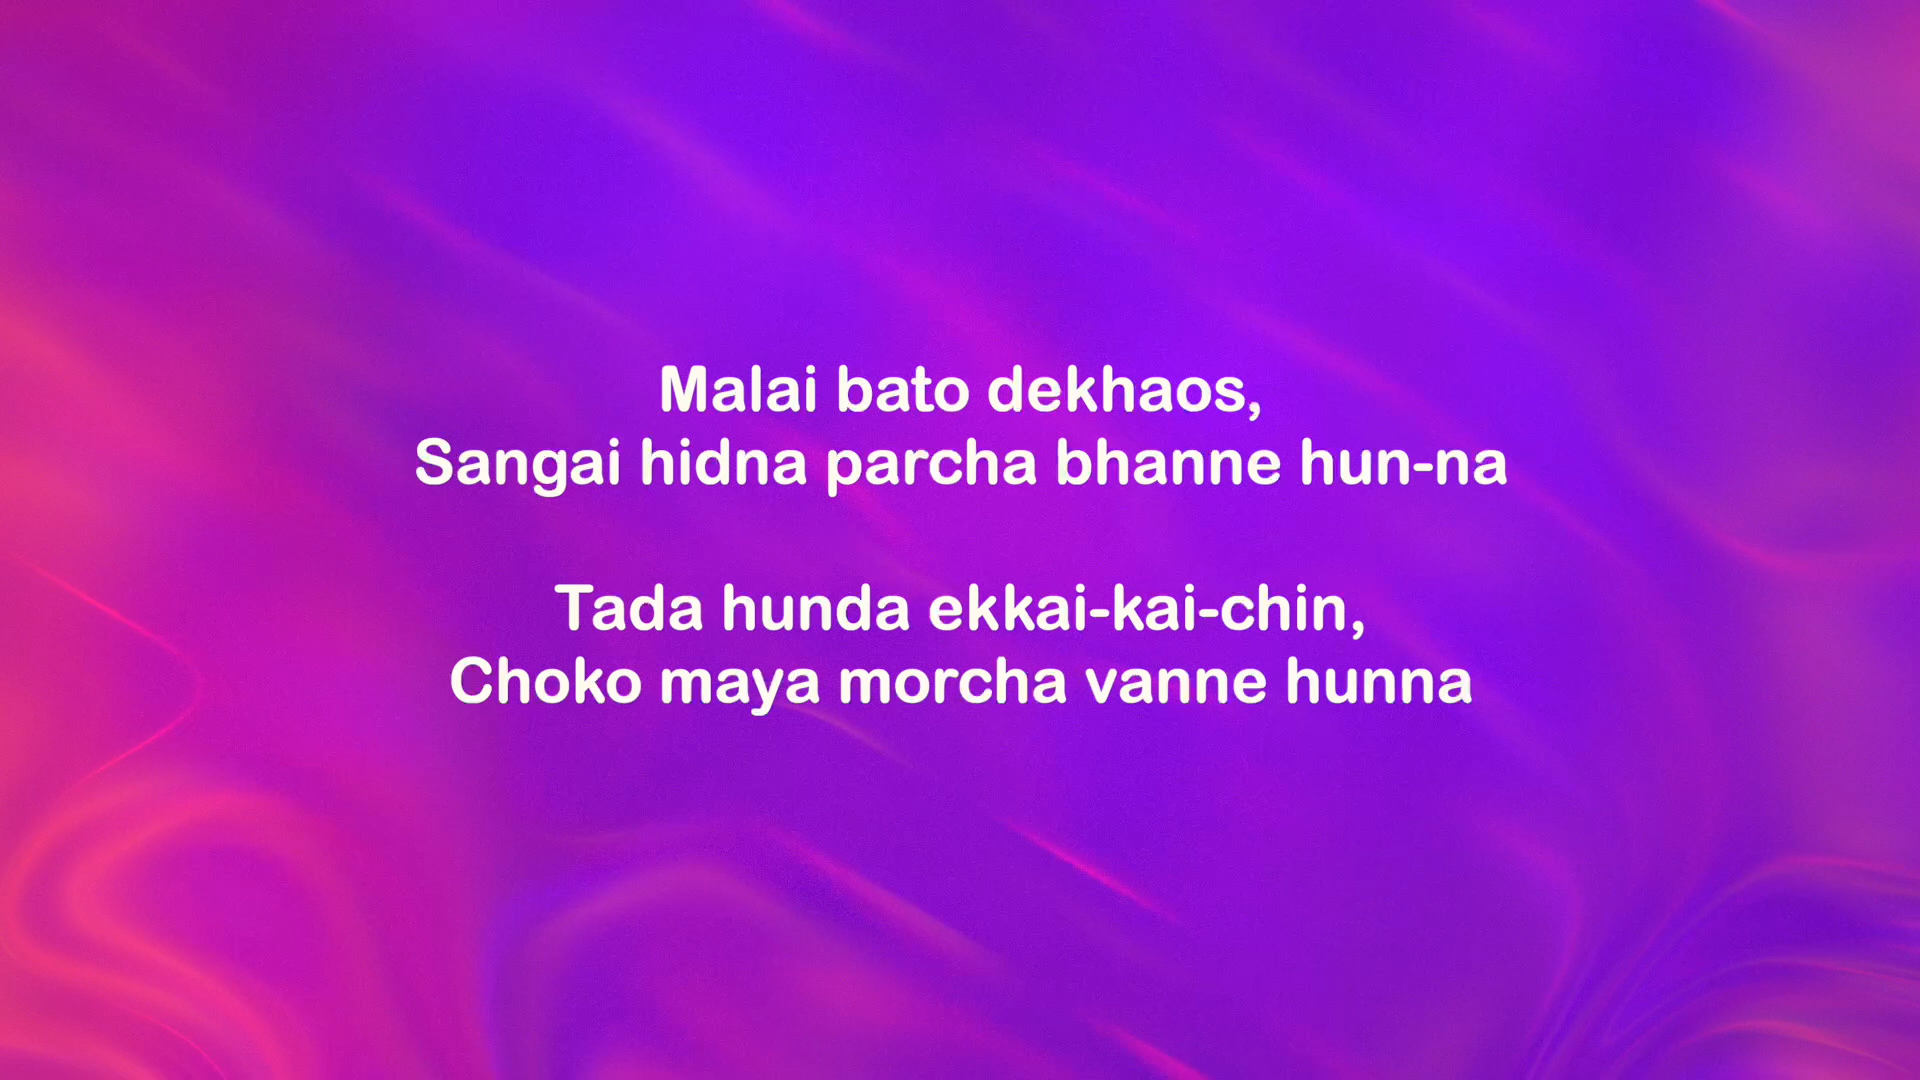 Malai bato dekhaos,
Sangai hidna parcha bhanne hun-na
Tada hunda ekkai-kai-chin,
Choko maya morcha vanne hunna